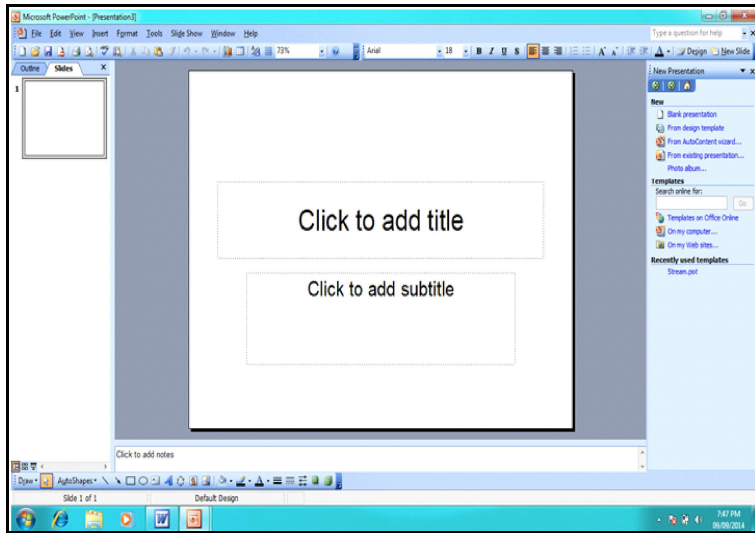 Microsoft PowerPoint - [Presentation3]
File Edit View Insert Format Tools Slide Show Window Help
Type a question for help
73%
Arial
18
B I U S
A
Design
New Slide
Outline
Slides
X
1
Click to add title
Click to add subtitle
New Presentation
New
Blank presentation
From design template
From AutoContent wizard...
From existing presentation...
Photo album...
Templates
Search online for:
Go
Templates on Office Online
On my computer...
On my Web sites...
Recently used templates
Stream.pot
Click to add notes
Draw
AutoShapes
Slide 1 of 1
Default Design
7:47 PM
09/09/2014